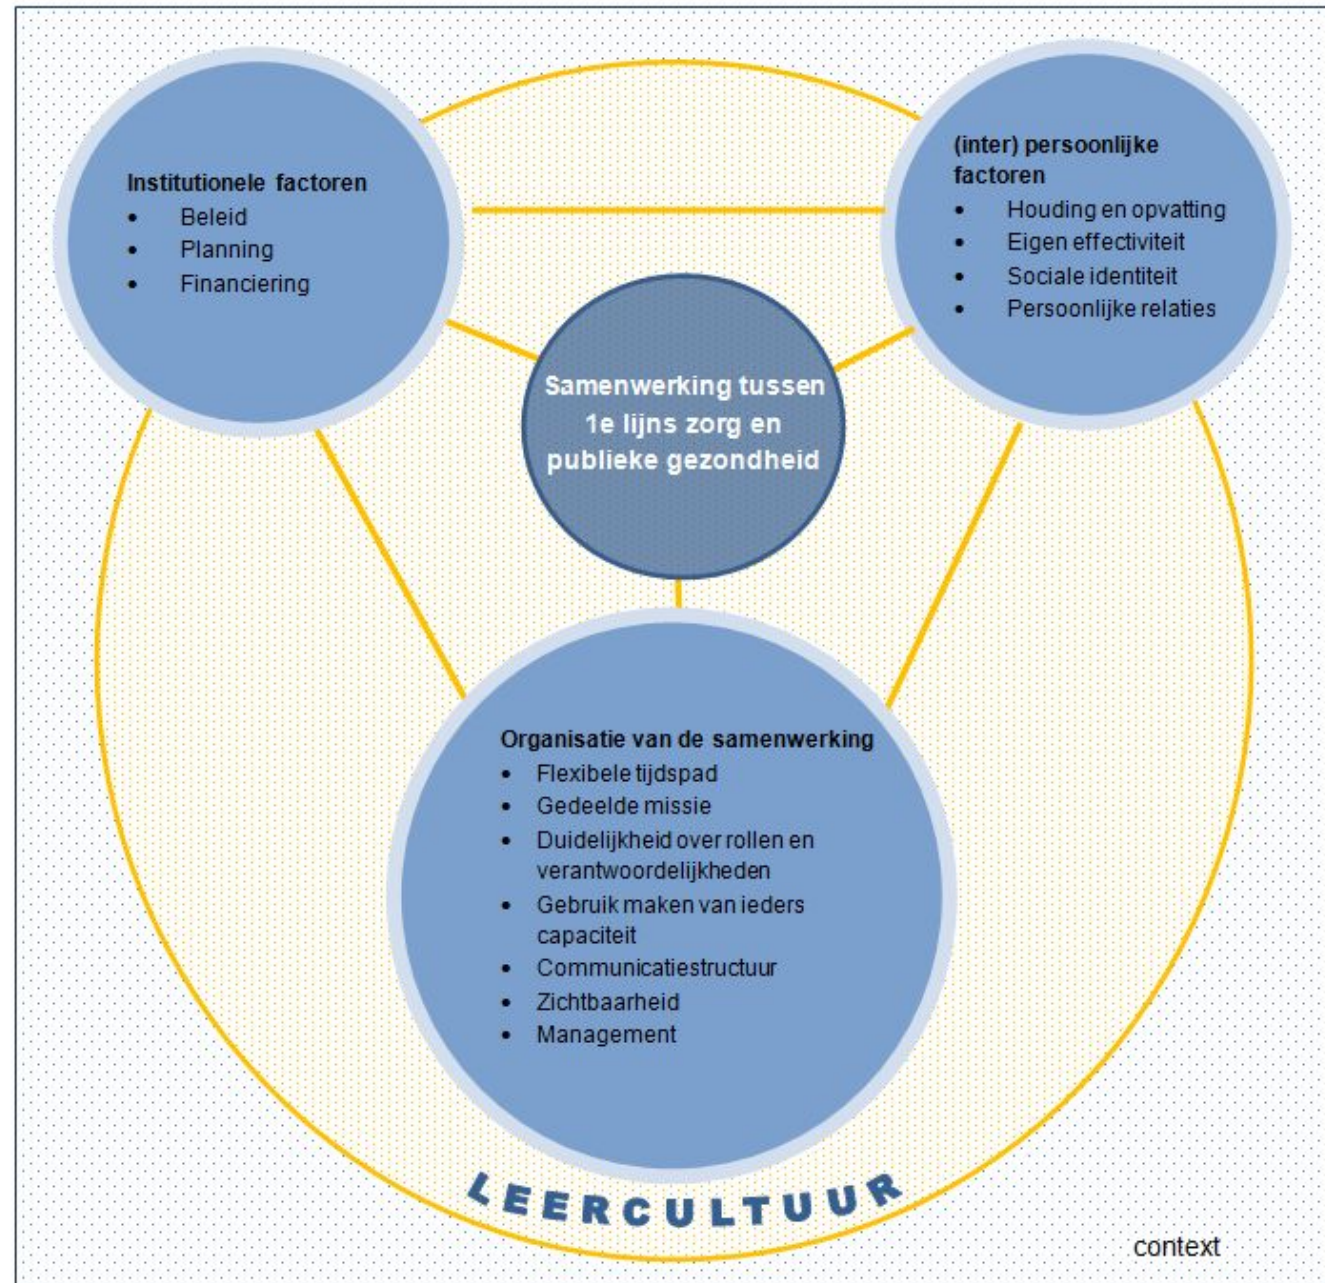 Institutionele factoren
• Beleid
• Planning
• Financiering
(inter) persoonlijke
factoren
• Houding en opvatting
• Eigen effectiviteit
• Sociale identiteit
• Persoonlijke relaties
Samenwerking tussen
1e lijns zorg en
publieke gezondheid
Organisatie van de samenwerking
• Flexibele tijdspad
• Gedeelde missie
• Duidelijkheid over rollen en
verantwoordelijkheden
• Gebruik maken van ieders
capaciteit
• Communicatiestructuur
• Zichtbaarheid
• Management
LEERCULTUUR
context